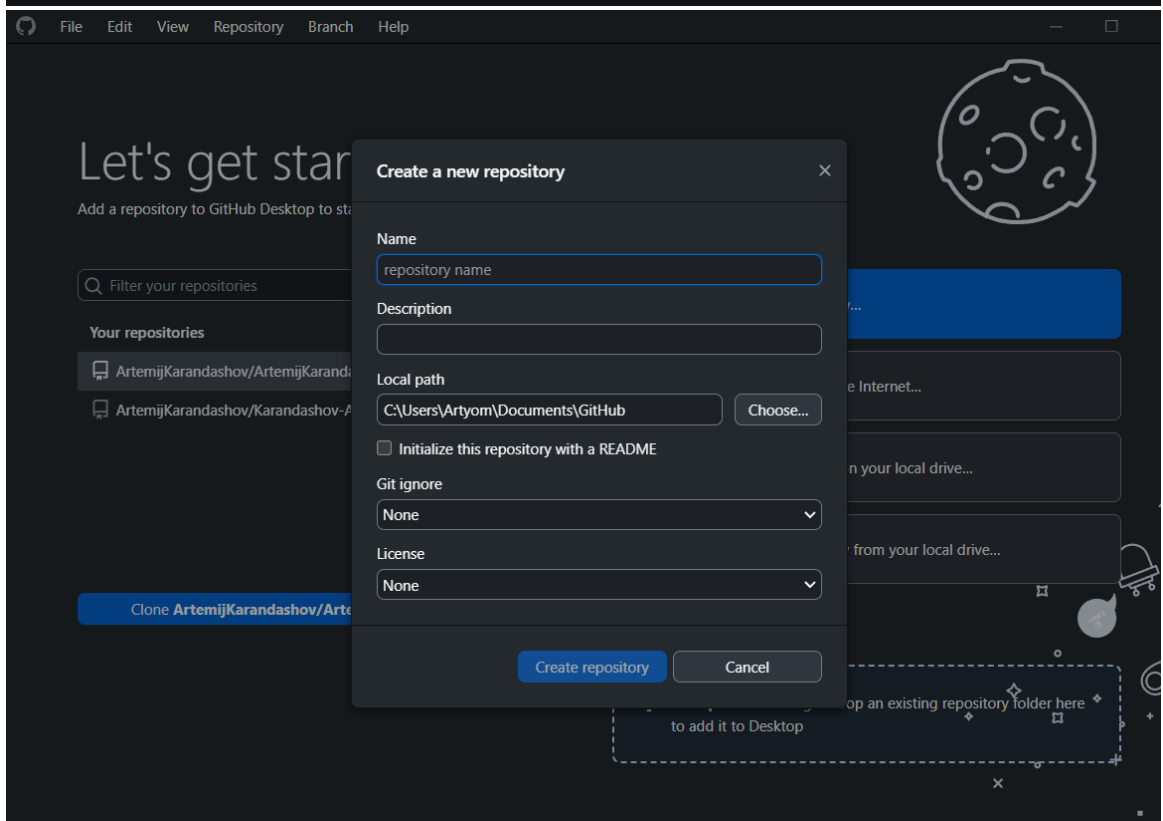 File Edit View Repository Branch Help
Let's get star
Add a repository to GitHub Desktop to sta
Filter your repositories
Your repositories
ArtemijKarandashov/ArtemijKaranda
ArtemijKarandashov/Karandashov-A
Clone ArtemijKarandashov/Arte
Create a new repository
Name
repository name
Description
Local path
C:\Users\Artyom\Documents\GitHub
Choose...
Initialize this repository with a README
Git ignore
None
License
None
Create repository
Cancel
...
e Internet...
n your local drive...
from your local drive...
op an existing repository folder here
to add it to Desktop